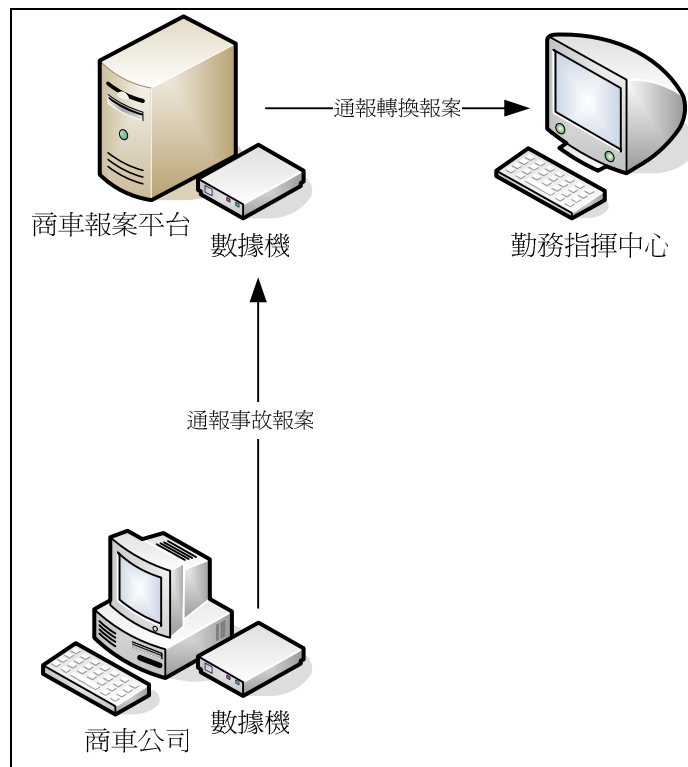 通報轉換報案
商車報案平台
數據機
勤務指揮中心
通報事故報案
商車公司
數據機